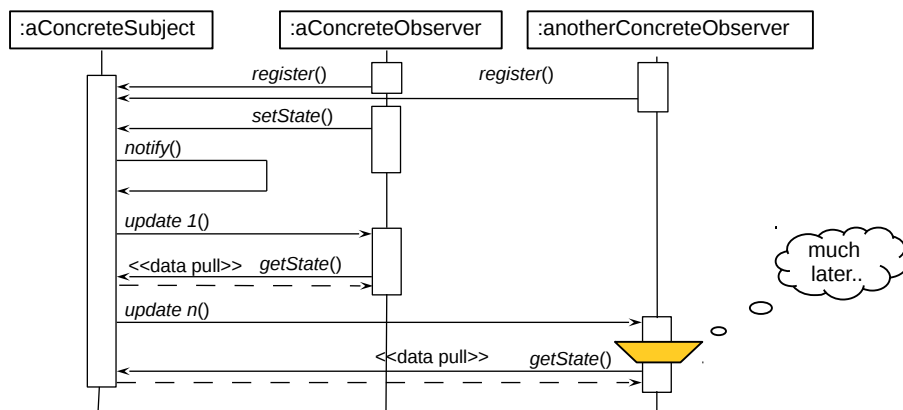 :aConcreteSubject
:aConcreteObserver
:anotherConcreteObserver
register()
register()
setState()
notify()
update 1()
<<data pull>>
getState()
update n()
<<data pull>>
getState()
much
later..